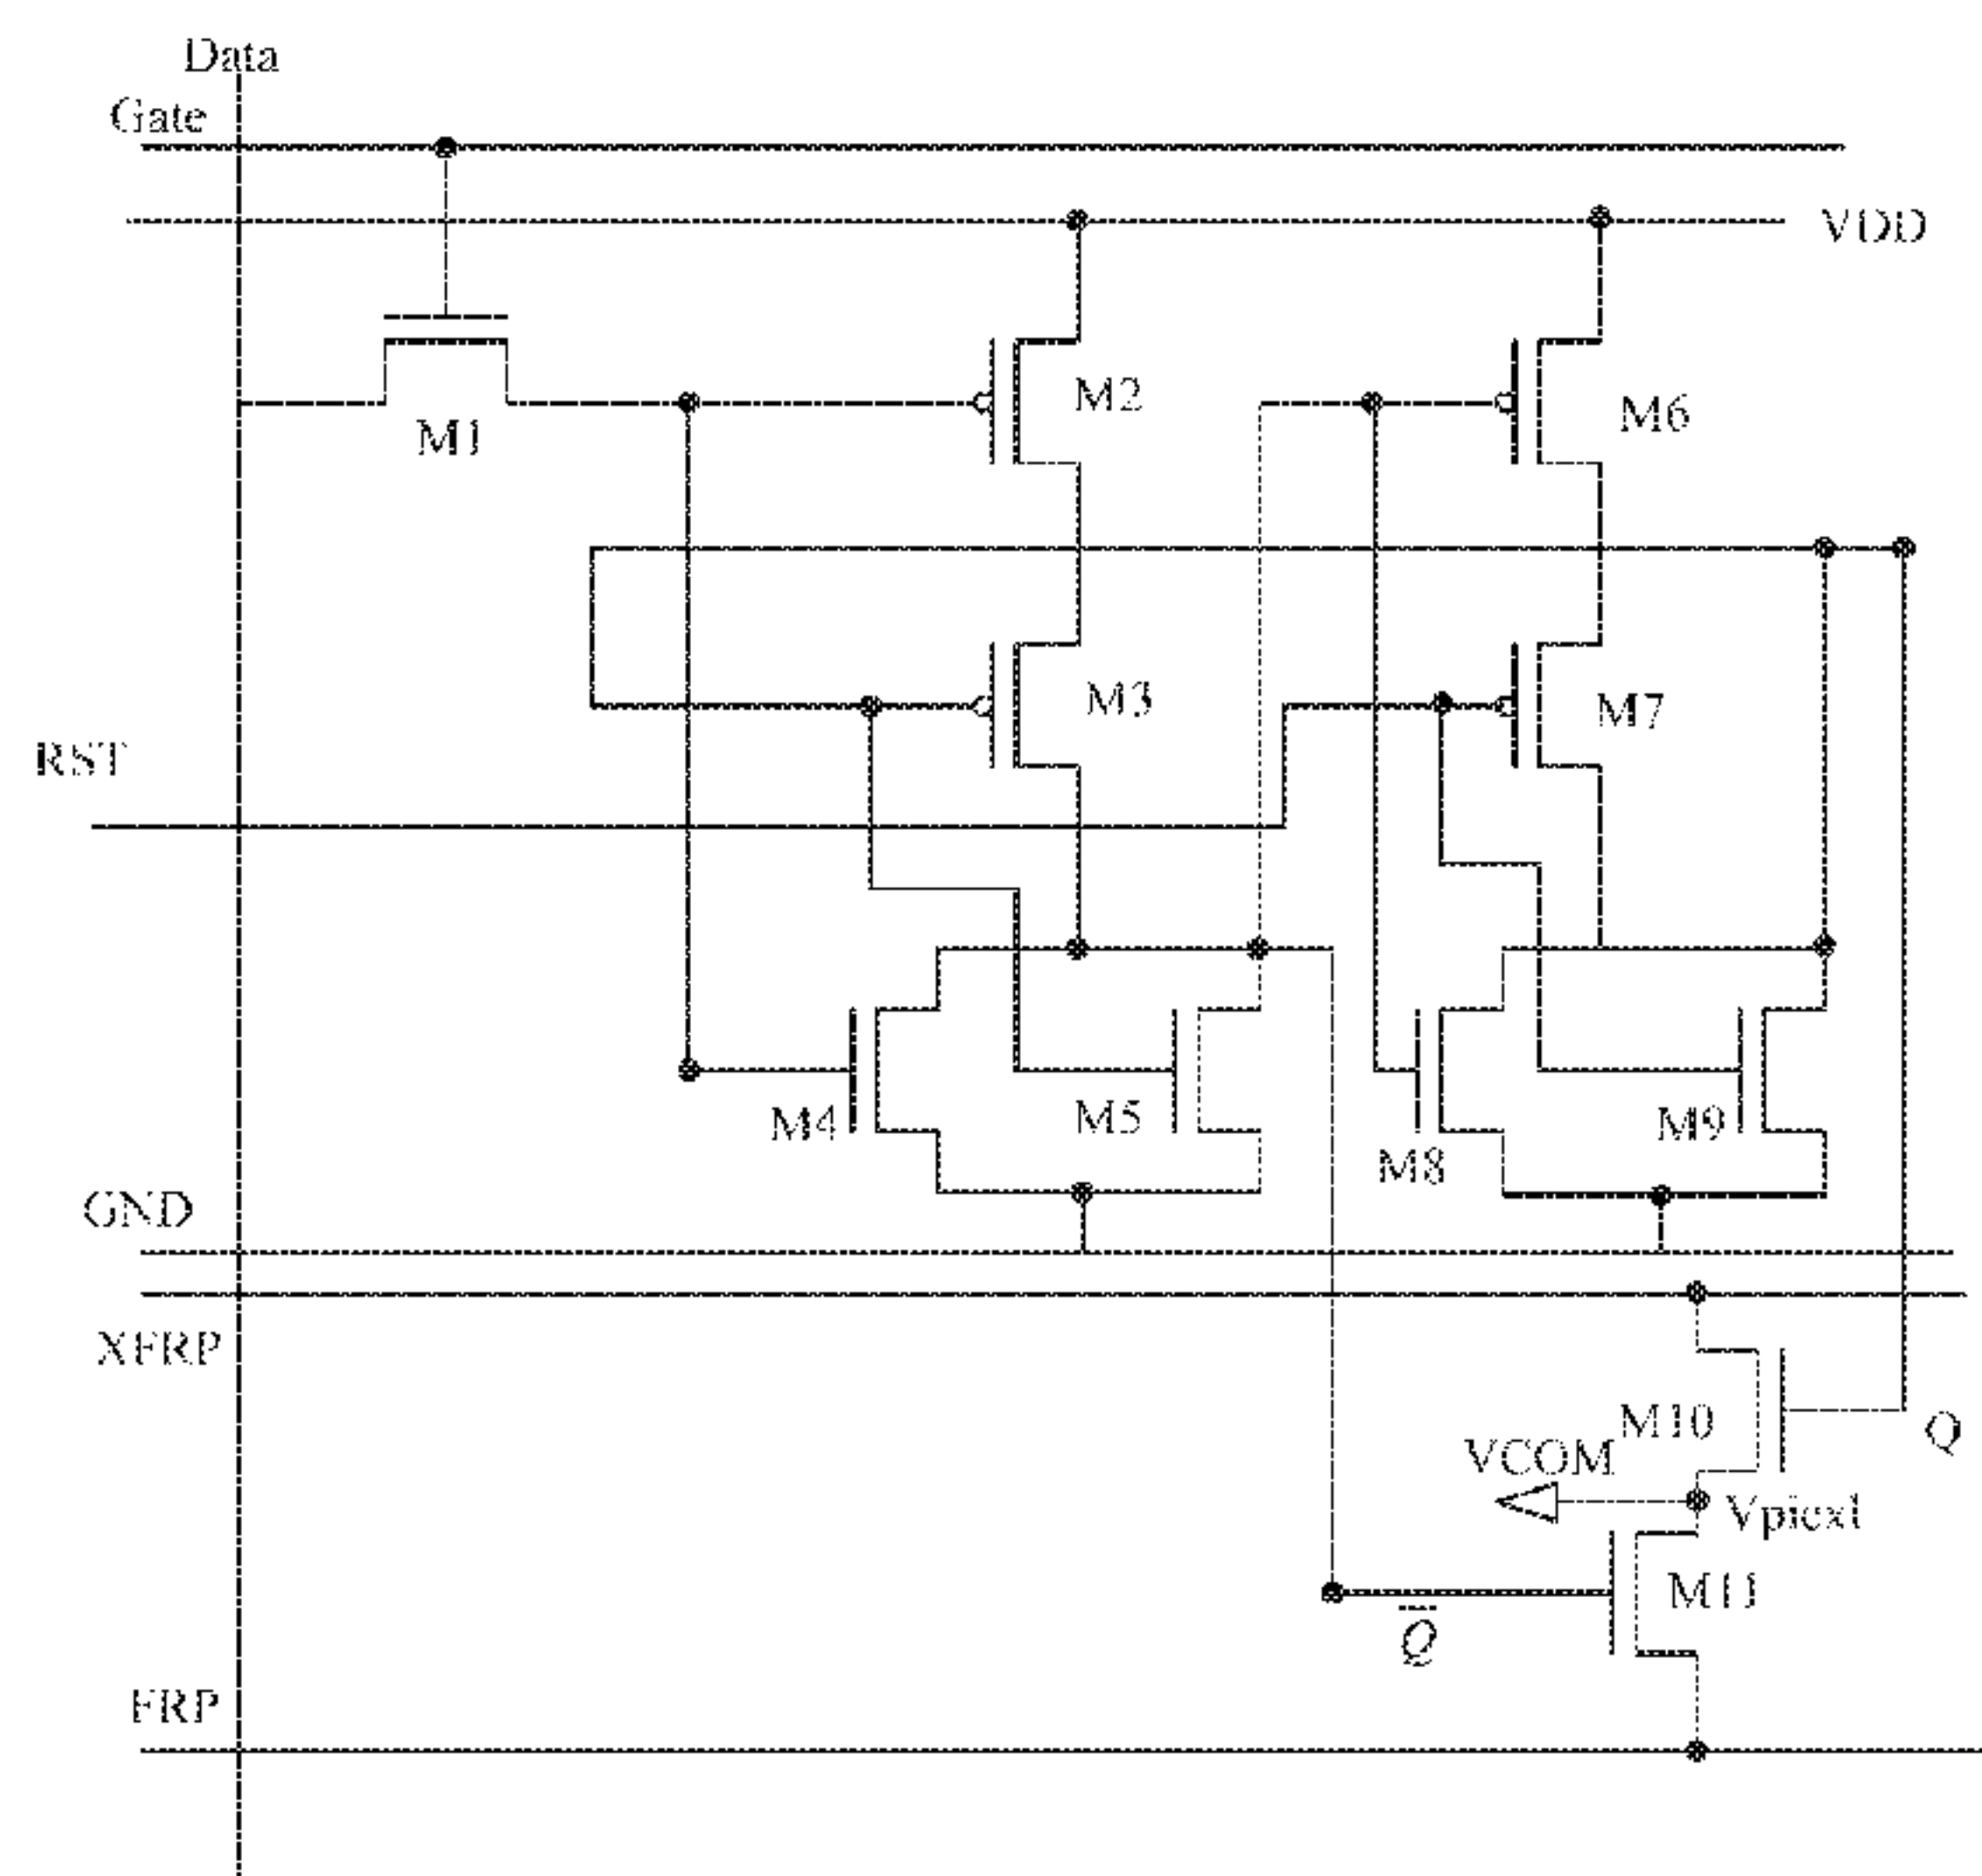 Data
Gate
VDD
M2
M6
M1
M3
M7
RST
M4
M5
M9
M8
GND
XFRP
M10
Q
VCOM
Vpicxl
M11
Q̅
FRP